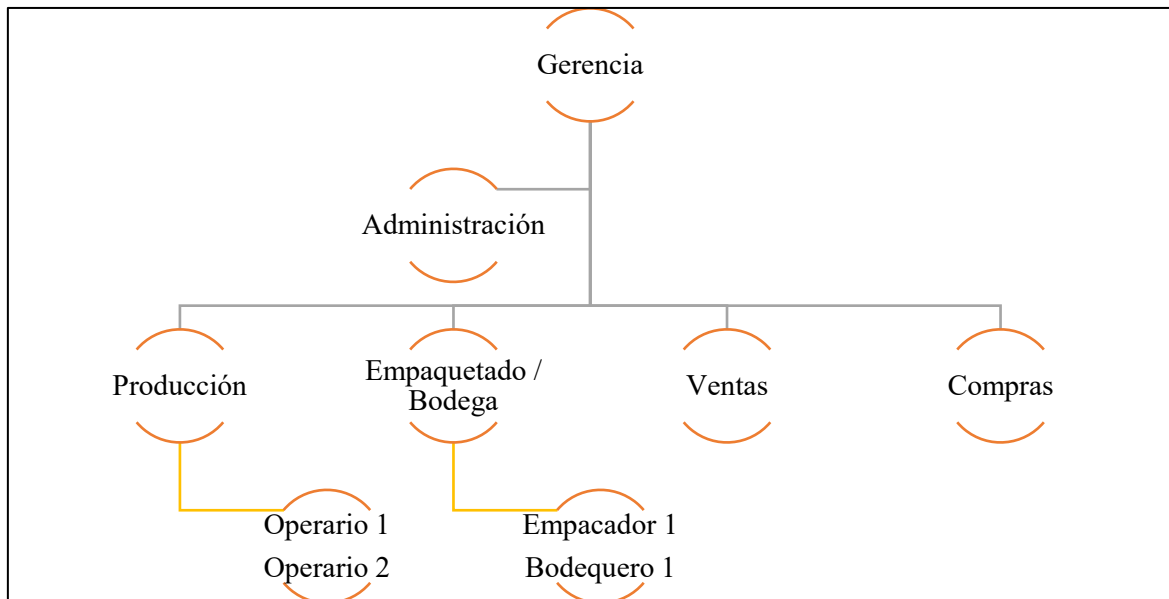 Gerencia
Administración
Producción
Empaquetado /
Bodega
Ventas
Compras
Operario 1
Operario 2
Empacador 1
Bodequero 1